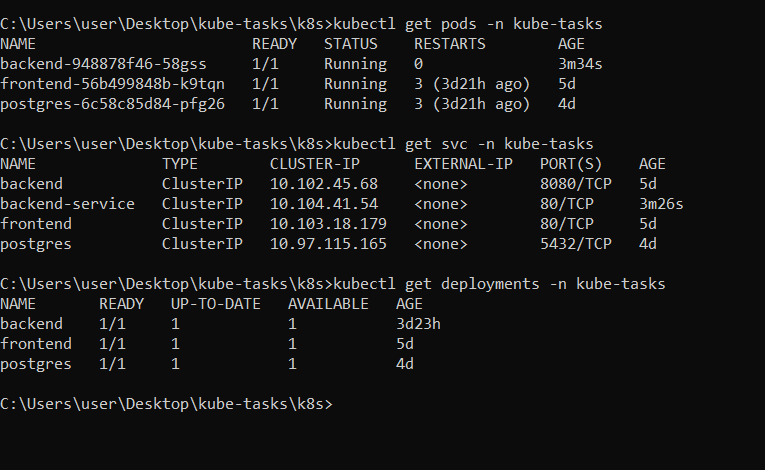 C:\Users\user\Desktop\kube-tasks\k8s>kubectl get pods -n kube-tasks
NAME                        READY   STATUS    RESTARTS        AGE
backend-948878f46-58gss     1/1     Running   0               3m34s
frontend-56b499848b-k9tqn   1/1     Running   3 (3d21h ago)   5d
postgres-6c58c85d84-pfg26   1/1     Running   3 (3d21h ago)   4d
C:\Users\user\Desktop\kube-tasks\k8s>kubectl get svc -n kube-tasks
NAME              TYPE        CLUSTER-IP      EXTERNAL-IP   PORT(S)    AGE
backend           ClusterIP   10.102.45.68    <none>        8080/TCP   5d
backend-service   ClusterIP   10.104.41.54    <none>        80/TCP     3m26s
frontend          ClusterIP   10.103.18.179   <none>        80/TCP     5d
postgres          ClusterIP   10.97.115.165   <none>        5432/TCP   4d
C:\Users\user\Desktop\kube-tasks\k8s>kubectl get deployments -n kube-tasks
NAME       READY   UP-TO-DATE   AVAILABLE   AGE
backend    1/1     1            1           3d23h
frontend   1/1     1            1           5d
postgres   1/1     1            1           4d
C:\Users\user\Desktop\kube-tasks\k8s>